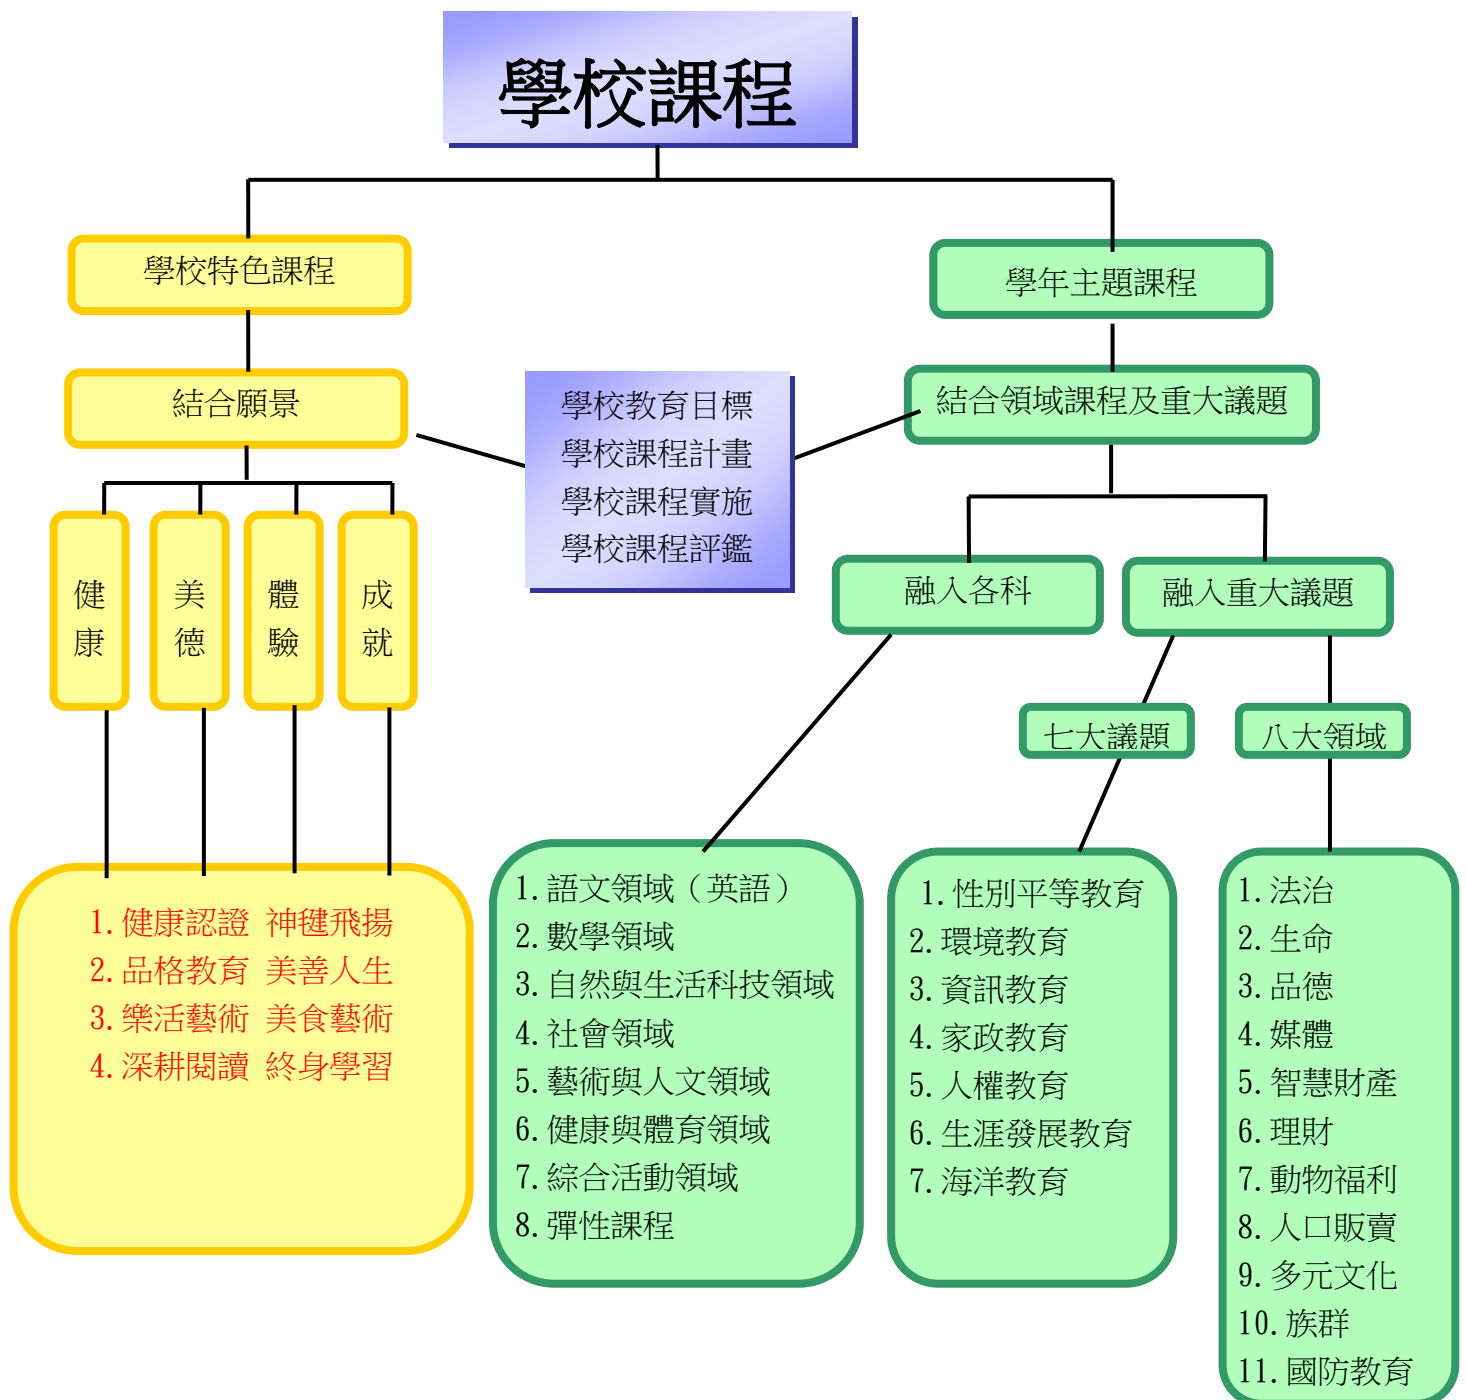 學校課程
學校特色課程
學年主題課程
結合願景
學校教育目標
學校課程計畫
學校課程實施
學校課程評鑑
結合領域課程及重大議題
健康
美德
體驗
成就
融入各科
融入重大議題
七大議題
八大領域
1.健康認證 神毽飛揚
2.品格教育 美善人生
3.樂活藝術 美食藝術
4.深耕閱讀 終身學習
1.語文領域（英語）
2.數學領域
3.自然與生活科技領域
4.社會領域
5.藝術與人文領域
6.健康與體育領域
7.綜合活動領域
8.彈性課程
1.性別平等教育
2.環境教育
3.資訊教育
4.家政教育
5.人權教育
6.生涯發展教育
7.海洋教育
1.法治
2.生命
3.品德
4.媒體
5.智慧財產
6.理財
7.動物福利
8.人口販賣
9.多元文化
10.族群
11.國防教育